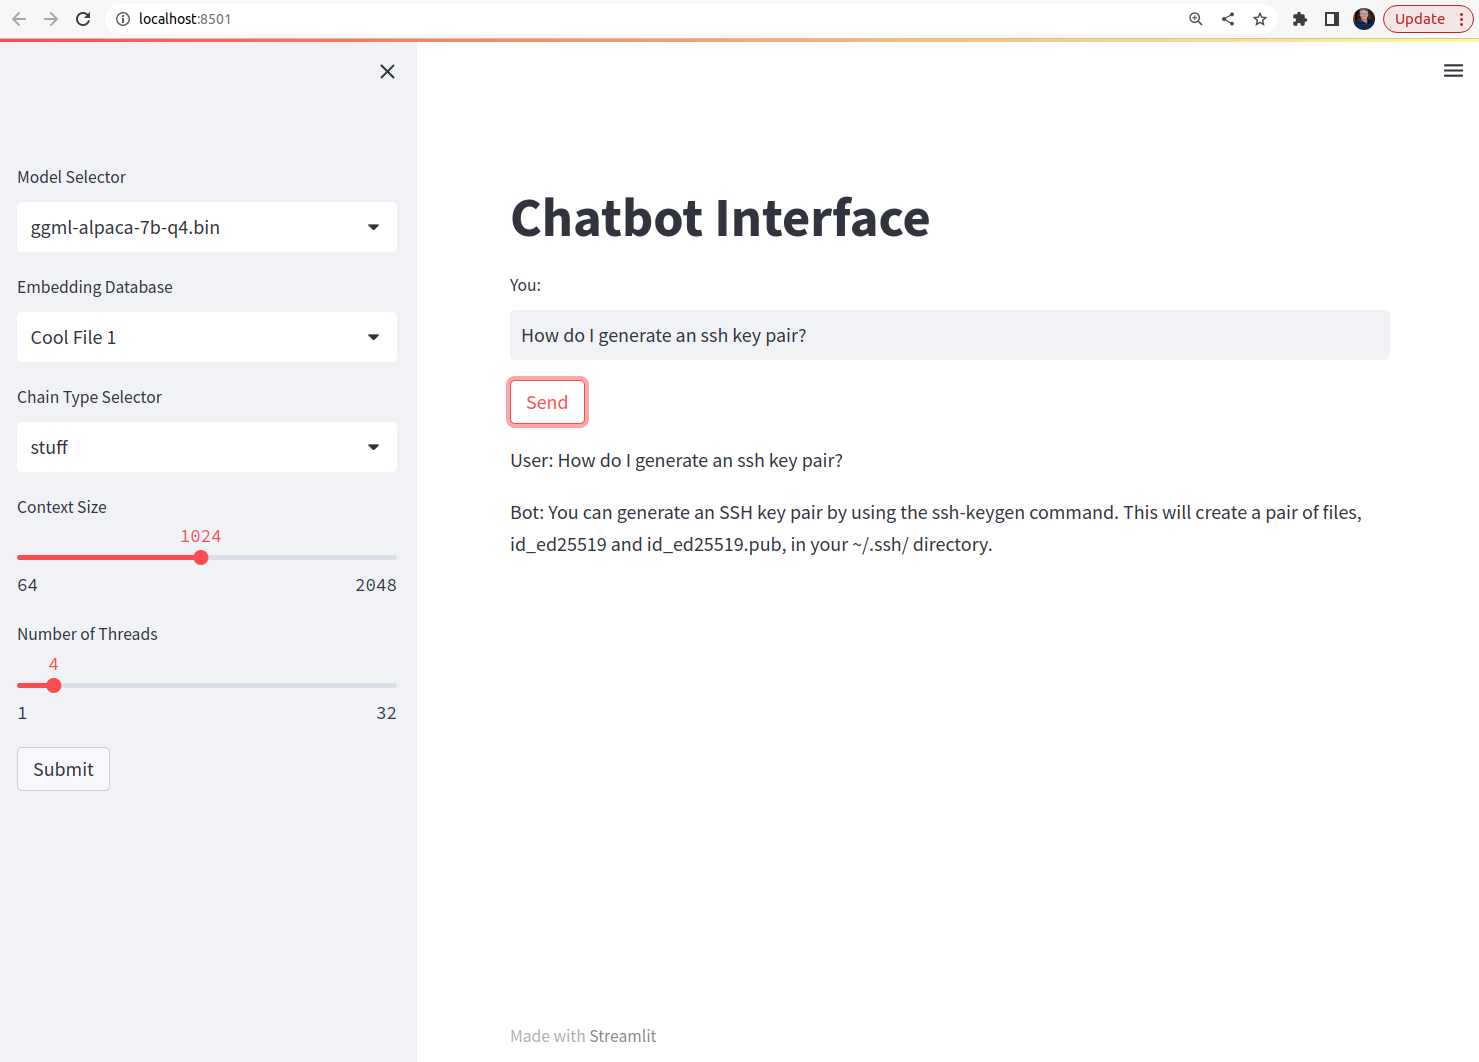 localhost:8501
Update
Model Selector
ggml-alpaca-7b-q4.bin
Embedding Database
Cool File 1
Chain Type Selector
stuff
Context Size
1024
64 2048
Number of Threads
4
1 32
Submit
Chatbot Interface
You:
How do I generate an ssh key pair?
Send
User: How do I generate an ssh key pair?
Bot: You can generate an SSH key pair by using the ssh-keygen command. This will create a pair of files,
id_ed25519 and id_ed25519.pub, in your ~/.ssh/ directory.
Made with Streamlit